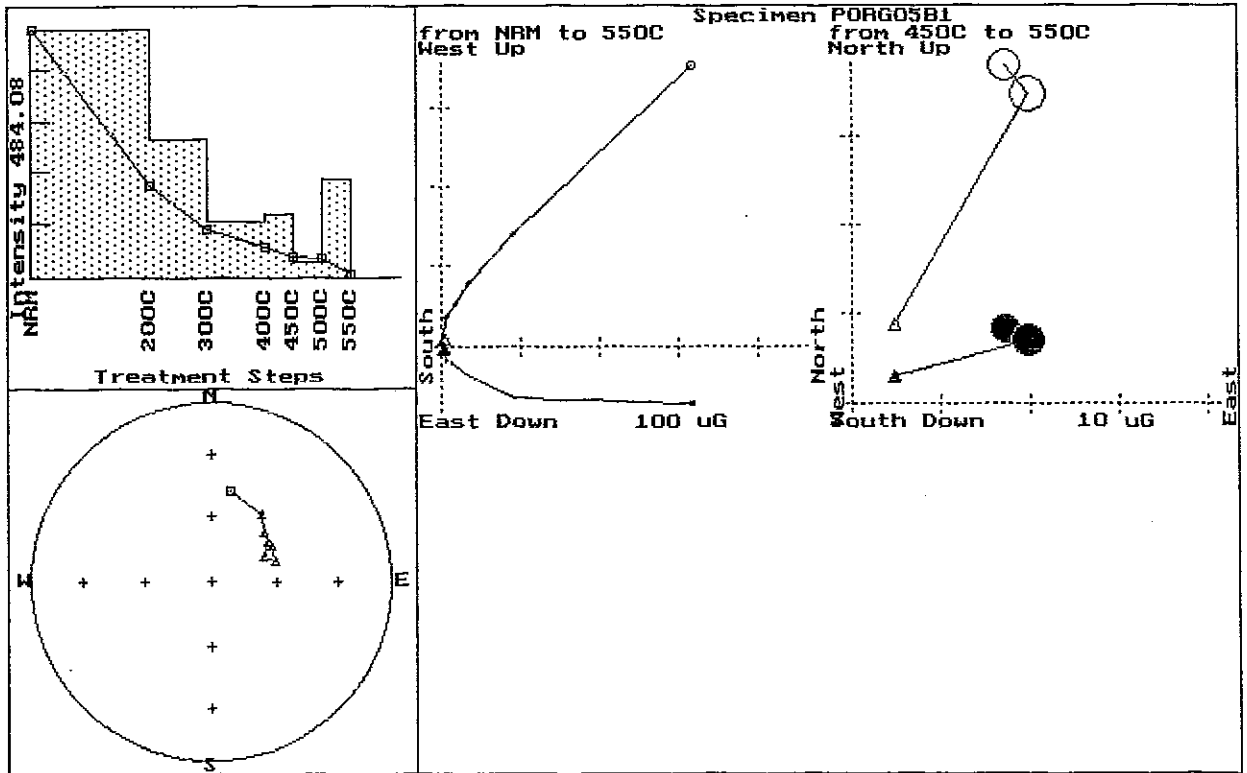 Specimen PORG05B1
from NRM to 550C
West Up
from 450C to 550C
North Up
Intensity 484.08
NRM
200C
300C
400C
450C
500C
550C
Treatment Steps
South
North
East Down
100 uG
West
East
South Down
10 uG
N
W
E
S